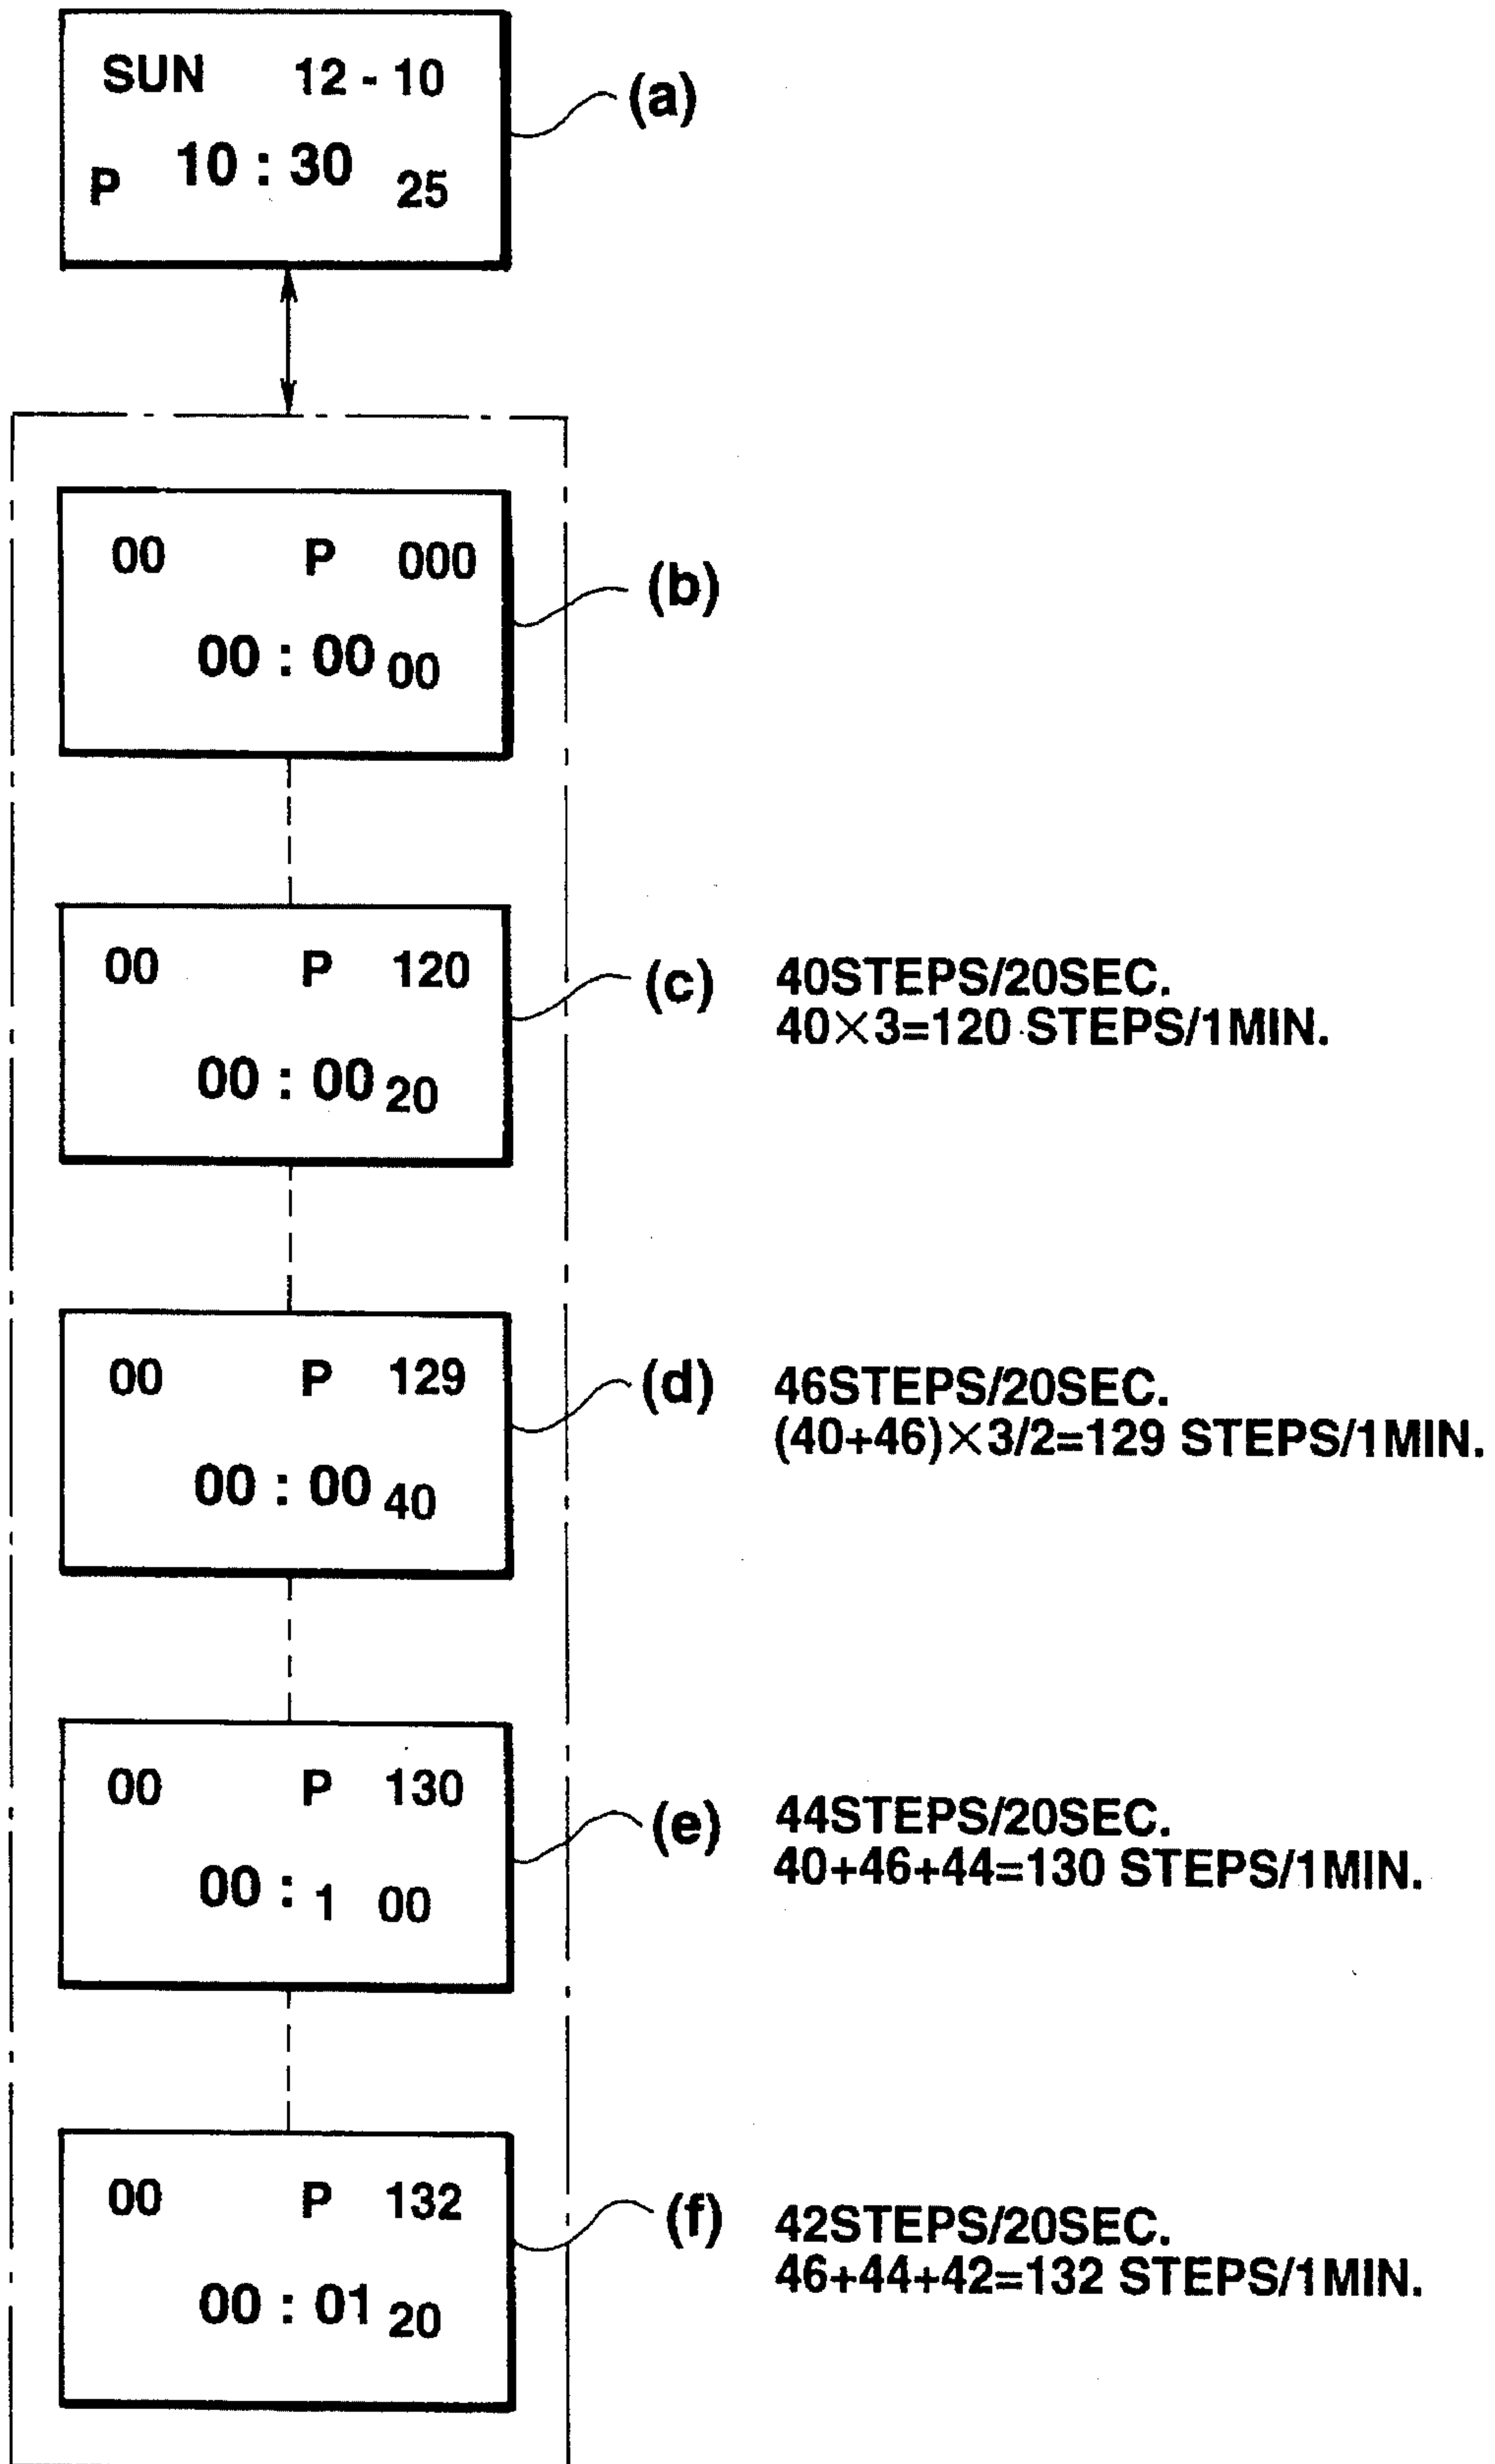 SUN 12 - 10
P 10 : 30 25
(a)
00 P 000
00 : 00 00
(b)
00 P 120
00 : 00 20
(c)
40STEPS/20SEC.
40×3=120 STEPS/1MIN.
00 P 129
00 : 00 40
(d)
46STEPS/20SEC.
(40+46)×3/2=129 STEPS/1MIN.
00 P 130
00 : 1 00
(e)
44STEPS/20SEC.
40+46+44=130 STEPS/1MIN.
00 P 132
00 : 01 20
(f)
42STEPS/20SEC.
46+44+42=132 STEPS/1MIN.